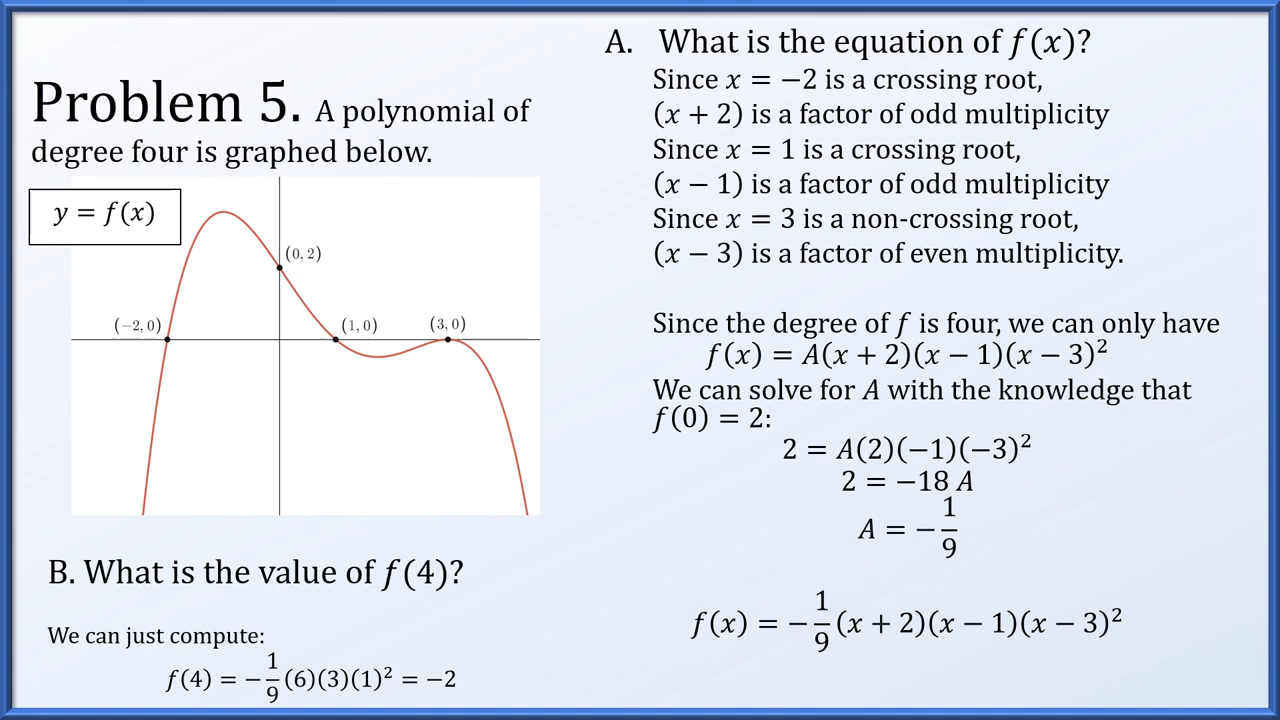 Problem 5. A polynomial of
degree four is graphed below.
y = f(x)
(0, 2)
(−2, 0)
(1, 0)
(3, 0)
B. What is the value of f(4)?
We can just compute:
f(4) = −1/9 (6)(3)(1)² = −2
A. What is the equation of f(x)?
Since x = −2 is a crossing root,
(x + 2) is a factor of odd multiplicity
Since x = 1 is a crossing root,
(x − 1) is a factor of odd multiplicity
Since x = 3 is a non-crossing root,
(x − 3) is a factor of even multiplicity.
Since the degree of f is four, we can only have
f(x) = A(x + 2)(x − 1)(x − 3)²
We can solve for A with the knowledge that
f(0) = 2:
2 = A(2)(−1)(−3)²
2 = −18 A
A = −1/9
f(x) = −1/9 (x + 2)(x − 1)(x − 3)²